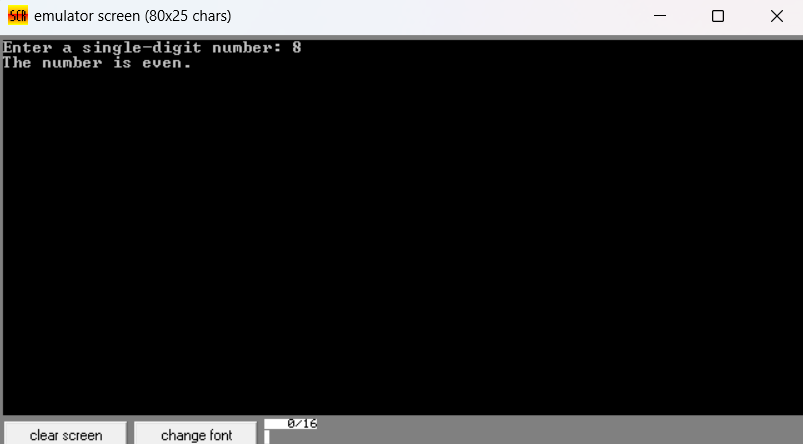 SCR emulator screen (80x25 chars)
Enter a single-digit number: 8
The number is even.
clear screen change font 0/16